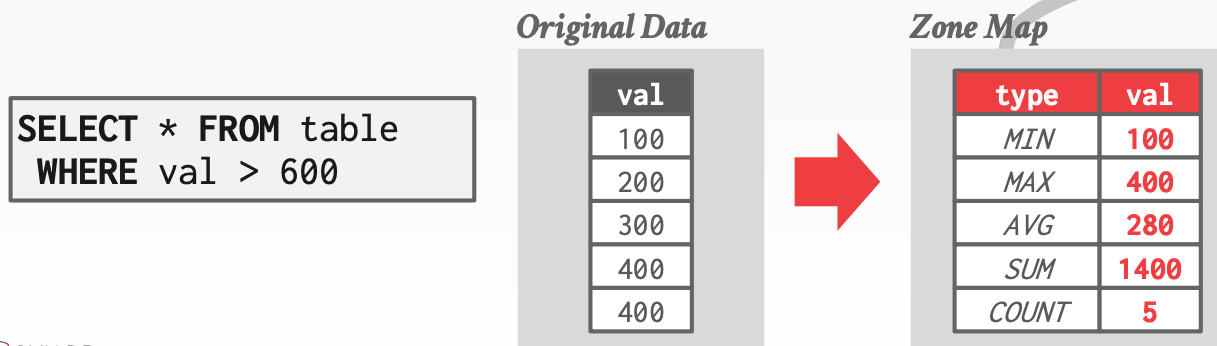 Original Data
Zone Map
SELECT * FROM table
WHERE val > 600
val
100
200
300
400
400
type val
MIN 100
MAX 400
AVG 280
SUM 1400
COUNT 5